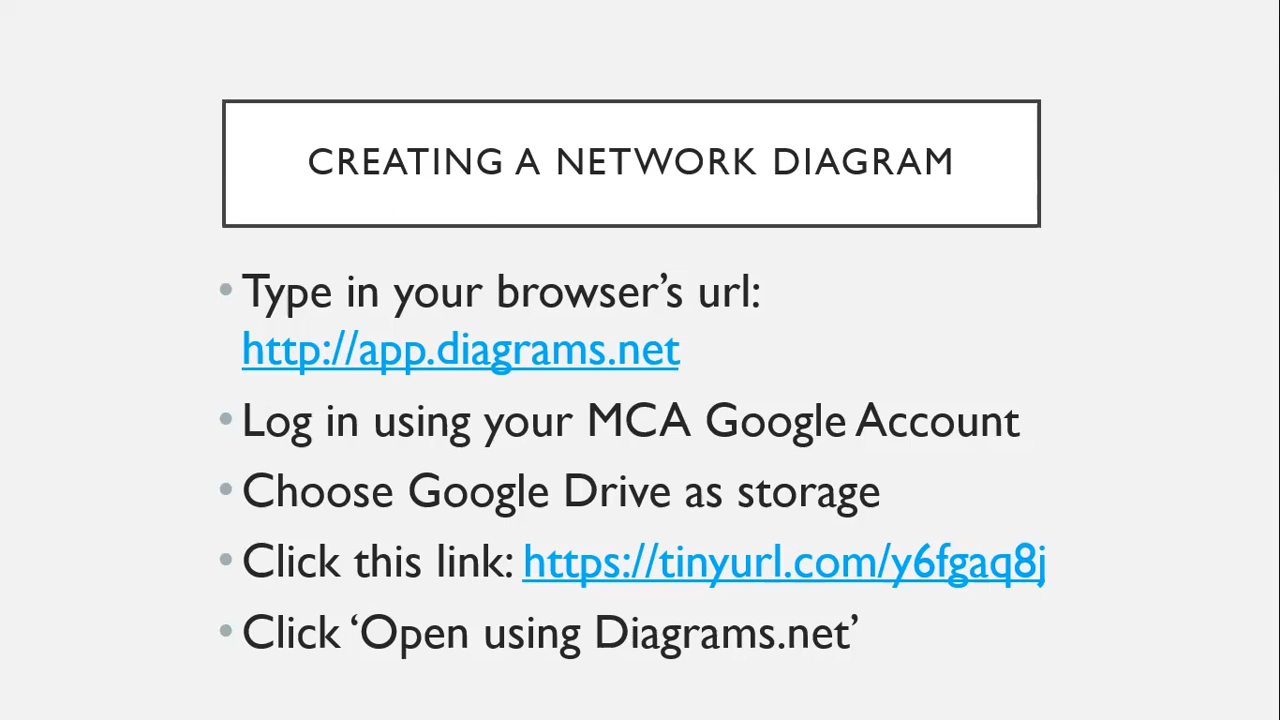 CREATING A NETWORK DIAGRAM
• Type in your browser’s url:
http://app.diagrams.net
• Log in using your MCA Google Account
• Choose Google Drive as storage
• Click this link: https://tinyurl.com/y6fgaq8j
• Click ‘Open using Diagrams.net’